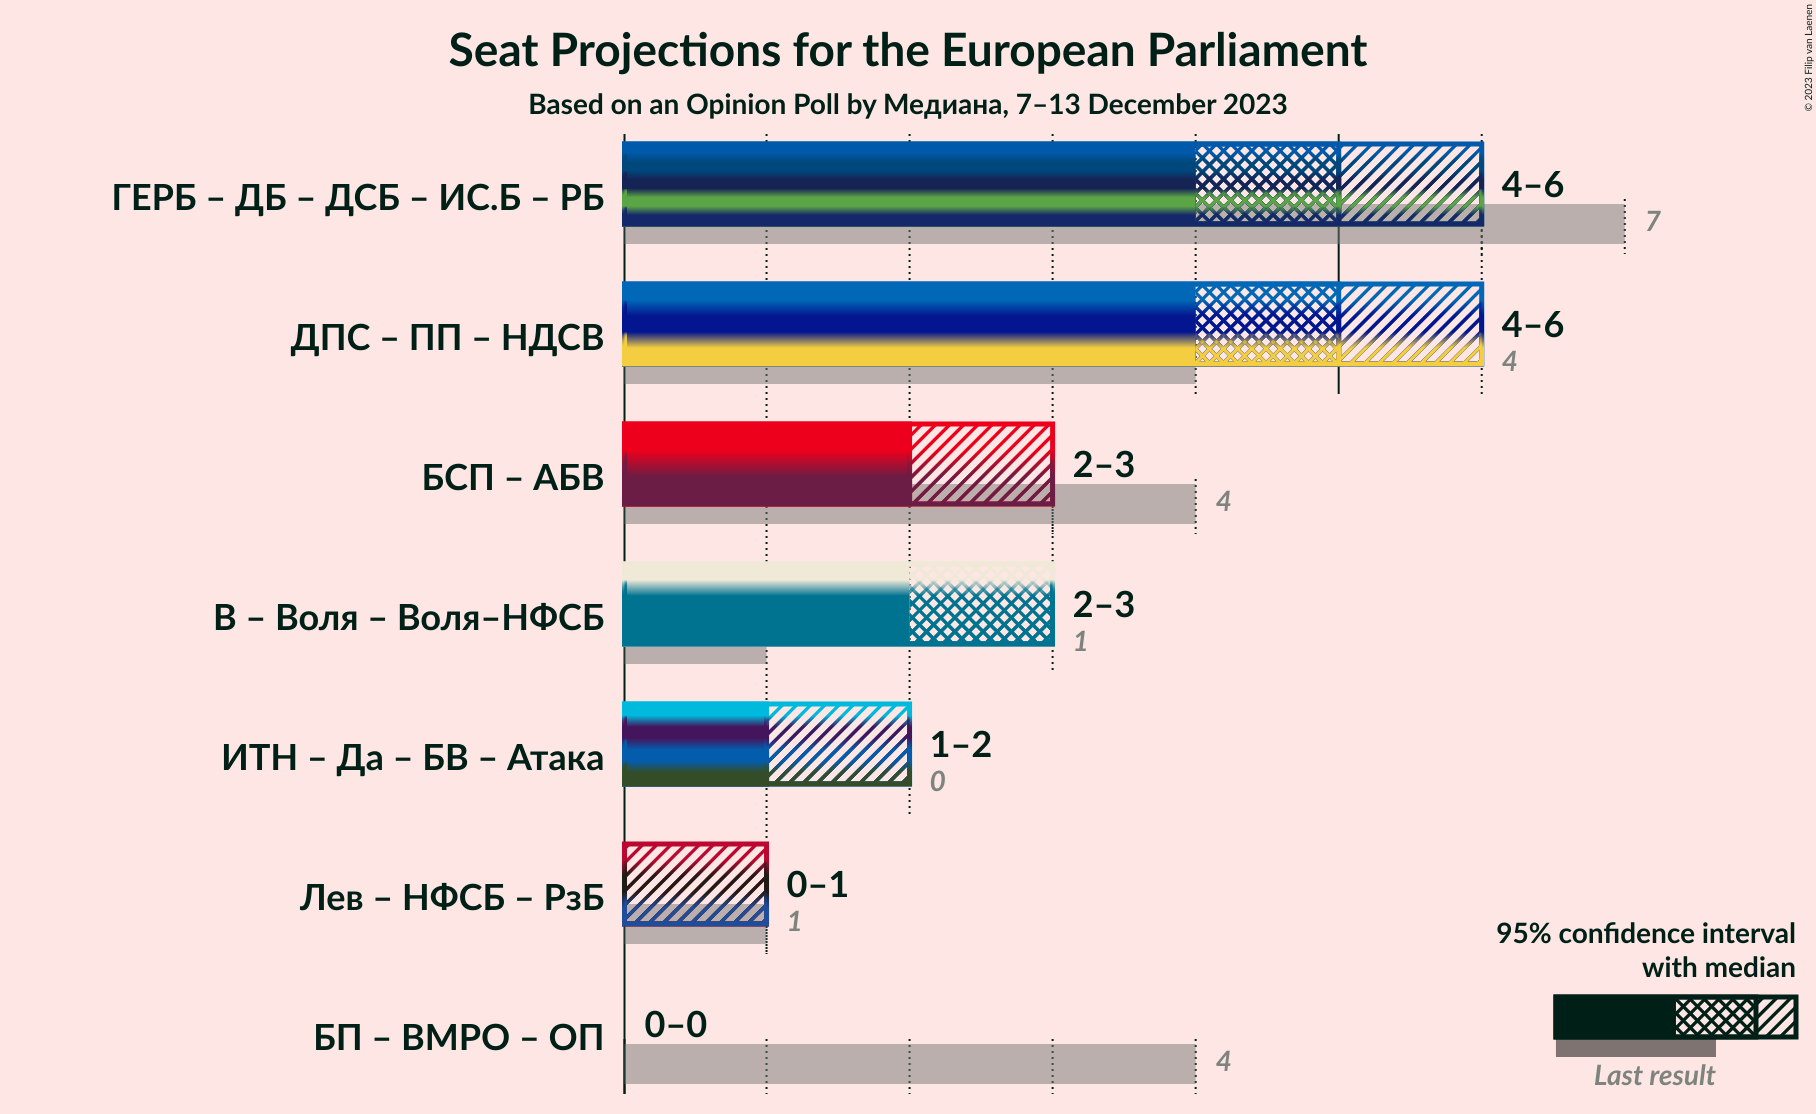 Seat Projections for the European Parliament
Based on an Opinion Poll by Медиана, 7–13 December 2023
© 2023 Filip van Laenen
ГЕРБ – ДБ – ДСБ – ИС.Б – РБ
4–6
7
ДПС – ПП – НДСВ
4–6
4
БСП – АБВ
2–3
4
В – Воля – Воля–НФСБ
2–3
1
ИТН – Да – БВ – Атака
1–2
0
Лев – НФСБ – РзБ
0–1
1
БП – ВМРО – ОП
0–0
4
95% confidence interval
with median
Last result